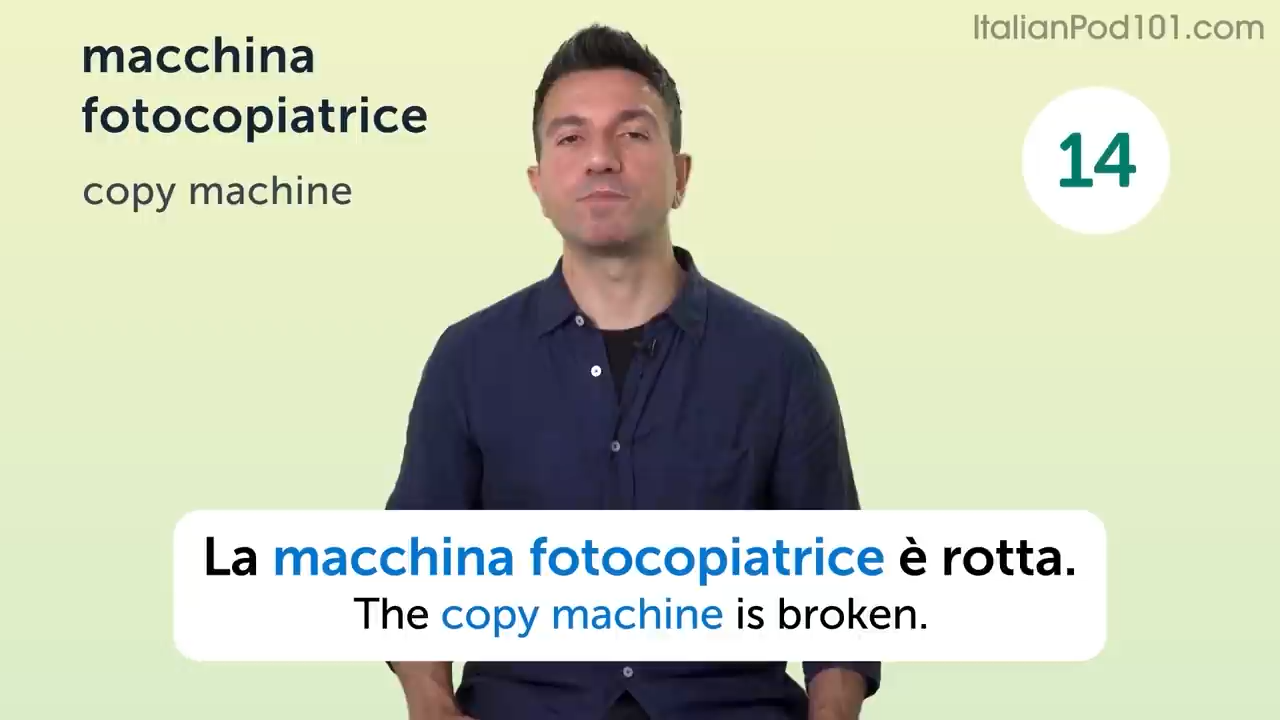 ItalianPod101.com
macchina
fotocopiatrice
copy machine
14
La macchina fotocopiatrice è rotta.
The copy machine is broken.